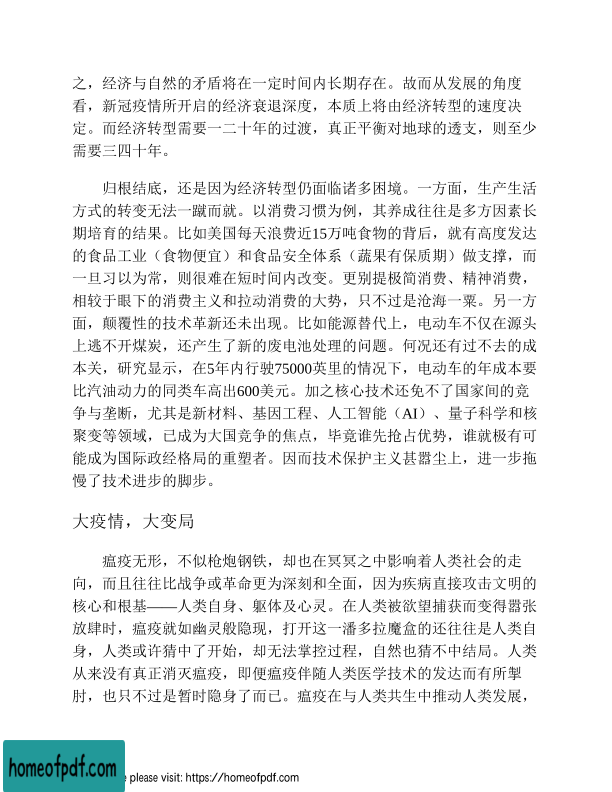 之，经济与自然的矛盾将在一定时间内长期存在。故而从发展的角度
看，新冠疫情所开启的经济衰退深度，本质上将由经济转型的速度决
定。而经济转型需要一二十年的过渡，真正平衡对地球的透支，则至少
需要三四十年。
归根结底，还是因为经济转型仍面临诸多困境。一方面，生产生活
方式的转变无法一蹴而就。以消费习惯为例，其养成往往是多方因素长
期培育的结果。比如美国每天浪费近15万吨食物的背后，就有高度发达
的食品工业（食物便宜）和食品安全体系（蔬果有保质期）做支撑，而
一旦习以为常，则很难在短时间内改变。更别提极简消费、精神消费，
相较于眼下的消费主义和拉动消费的大势，只不过是沧海一粟。另一方
面，颠覆性的技术革新还未出现。比如能源替代上，电动车不仅在源头
上逃不开煤炭，还产生了新的废电池处理的问题。何况还有过不去的成
本关，研究显示，在5年内行驶75000英里的情况下，电动车的年成本要
比汽油动力的同类车高出600美元。加之核心技术还免不了国家间的竞
争与垄断，尤其是新材料、基因工程、人工智能（AI）、量子科学和核
聚变等领域，已成为大国竞争的焦点，毕竟谁先抢占优势，谁就极有可
能成为国际政经格局的重塑者。因而技术保护主义甚嚣尘上，进一步拖
慢了技术进步的脚步。
大疫情，大变局
瘟疫无形，不似枪炮钢铁，却也在冥冥之中影响着人类社会的走
向，而且往往比战争或革命更为深刻和全面，因为疾病直接攻击文明的
核心和根基——人类自身、躯体及心灵。在人类被欲望捕获而变得嚣张
放肆时，瘟疫就如幽灵般隐现，打开这一潘多拉魔盒的还往往是人类自
身，人类或许猜中了开始，却无法掌控过程，自然也猜不中结局。人类
从来没有真正消灭瘟疫，即便瘟疫伴随人类医学技术的发达而有所掣
肘，也只不过是暂时隐身了而已。瘟疫在与人类共生中推动人类发展，
homeofpdf.com
e please visit: https://homeofpdf.com